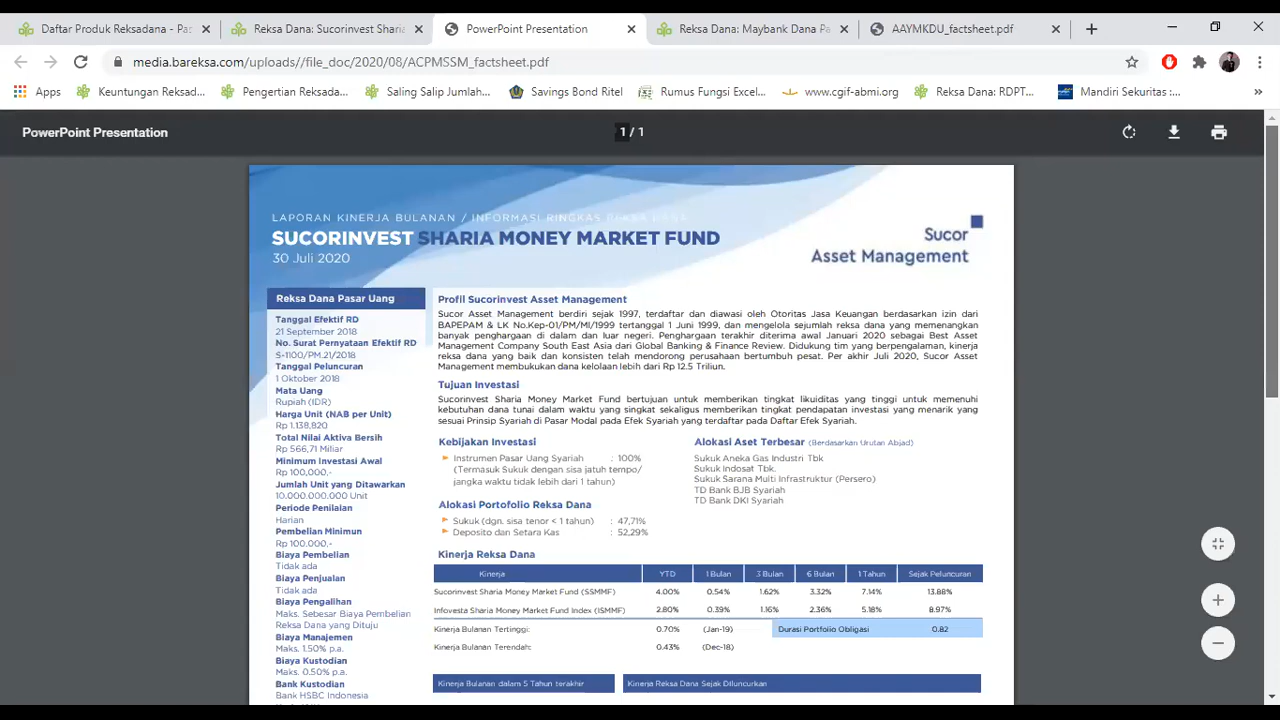 Daftar Produk Reksadana - Pa
Reksa Dana: Sucorinvest Sharia
PowerPoint Presentation
Reksa Dana: Maybank Dana Pa
AAYMKDU_factsheet.pdf
media.bareksa.com/uploads//file_doc/2020/08/ACPMSSM_factsheet.pdf
Apps
Keuntungan Reksad...
Pengertian Reksada...
Saling Salip Jumlah...
Savings Bond Ritel
Rumus Fungsi Excel...
www.cgif-abmi.org
Reksa Dana: RDPT...
Mandiri Sekuritas :...
»
PowerPoint Presentation
1 / 1
LAPORAN KINERJA BULANAN / INFORMASI RINGKAS REKSA DANA
SUCORINVEST SHARIA MONEY MARKET FUND
30 Juli 2020
Sucor
Asset Management
Reksa Dana Pasar Uang
Tanggal Efektif RD
21 September 2018
No. Surat Pernyataan Efektif RD
S-1100/PM.21/2018
Tanggal Peluncuran
1 Oktober 2018
Mata Uang
Rupiah (IDR)
Harga Unit (NAB per Unit)
Rp 1.138,820
Total Nilai Aktiva Bersih
Rp 566,71 Miliar
Minimum Investasi Awal
Rp 100,000,-
Jumlah Unit yang Ditawarkan
10.000.000.000 Unit
Periode Penilaian
Harian
Pembelian Minimun
Rp 100.000,-
Biaya Pembelian
Tidak ada
Biaya Penjualan
Tidak ada
Biaya Pengalihan
Maks. Sebesar Biaya Pembelian
Reksa Dana yang Dituju
Biaya Manajemen
Maks. 1.50% p.a.
Biaya Kustodian
Maks. 0.50% p.a.
Bank Kustodian
Bank HSBC Indonesia
Profil Sucorinvest Asset Management
Sucor Asset Management berdiri sejak 1997, terdaftar dan diawasi oleh Otoritas Jasa Keuangan berdasarkan izin dari
BAPEPAM & LK No.Kep-01/PM/MI/1999 tertanggal 1 Juni 1999, dan mengelola sejumlah reksa dana yang memenangkan
banyak penghargaan di dalam dan luar negeri. Penghargaan terakhir diterima awal Januari 2020 sebagai Best Asset
Management Company South East Asia dari Global Banking & Finance Review. Didukung tim yang berpengalaman, kinerja
reksa dana yang baik dan konsisten telah mendorong perusahaan bertumbuh pesat. Per akhir Juli 2020, Sucor Asset
Management membukukan dana kelolaan lebih dari Rp 12.5 Triliun.
Tujuan Investasi
Sucorinvest Sharia Money Market Fund bertujuan untuk memberikan tingkat likuiditas yang tinggi untuk memenuhi
kebutuhan dana tunai dalam waktu yang singkat sekaligus memberikan tingkat pendapatan investasi yang menarik yang
sesuai Prinsip Syariah di Pasar Modal pada Efek Syariah yang terdaftar pada Daftar Efek Syariah.
Kebijakan Investasi
Instrumen Pasar Uang Syariah : 100%
(Termasuk Sukuk dengan sisa jatuh tempo/
jangka waktu tidak lebih dari 1 tahun)
Alokasi Aset Terbesar (Berdasarkan Urutan Abjad)
Sukuk Aneka Gas Industri Tbk
Sukuk Indosat Tbk.
Sukuk Sarana Multi Infrastruktur (Persero)
TD Bank BJB Syariah
TD Bank DKI Syariah
Alokasi Portofolio Reksa Dana
Sukuk (dgn. sisa tenor < 1 tahun) : 47,71%
Deposito dan Setara Kas : 52,29%
Kinerja Reksa Dana
Kinerja YTD 1 Bulan 3 Bulan 6 Bulan 1 Tahun Sejak Peluncuran
Sucorinvest Sharia Money Market Fund (SSMMF) 4.00% 0.54% 1.62% 3.32% 7.14% 13.88%
Infovesta Sharia Money Market Fund Index (ISMMF) 2.80% 0.39% 1.16% 2.36% 5.18% 8.97%
Kinerja Bulanan Tertinggi: 0.70% (Jan-19) Durasi Portfolio Obligasi 0.82
Kinerja Bulanan Terendah: 0.43% (Dec-18)
Kinerja Bulanan dalam 5 Tahun terakhir
Kinerja Reksa Dana Sejak Diluncurkan